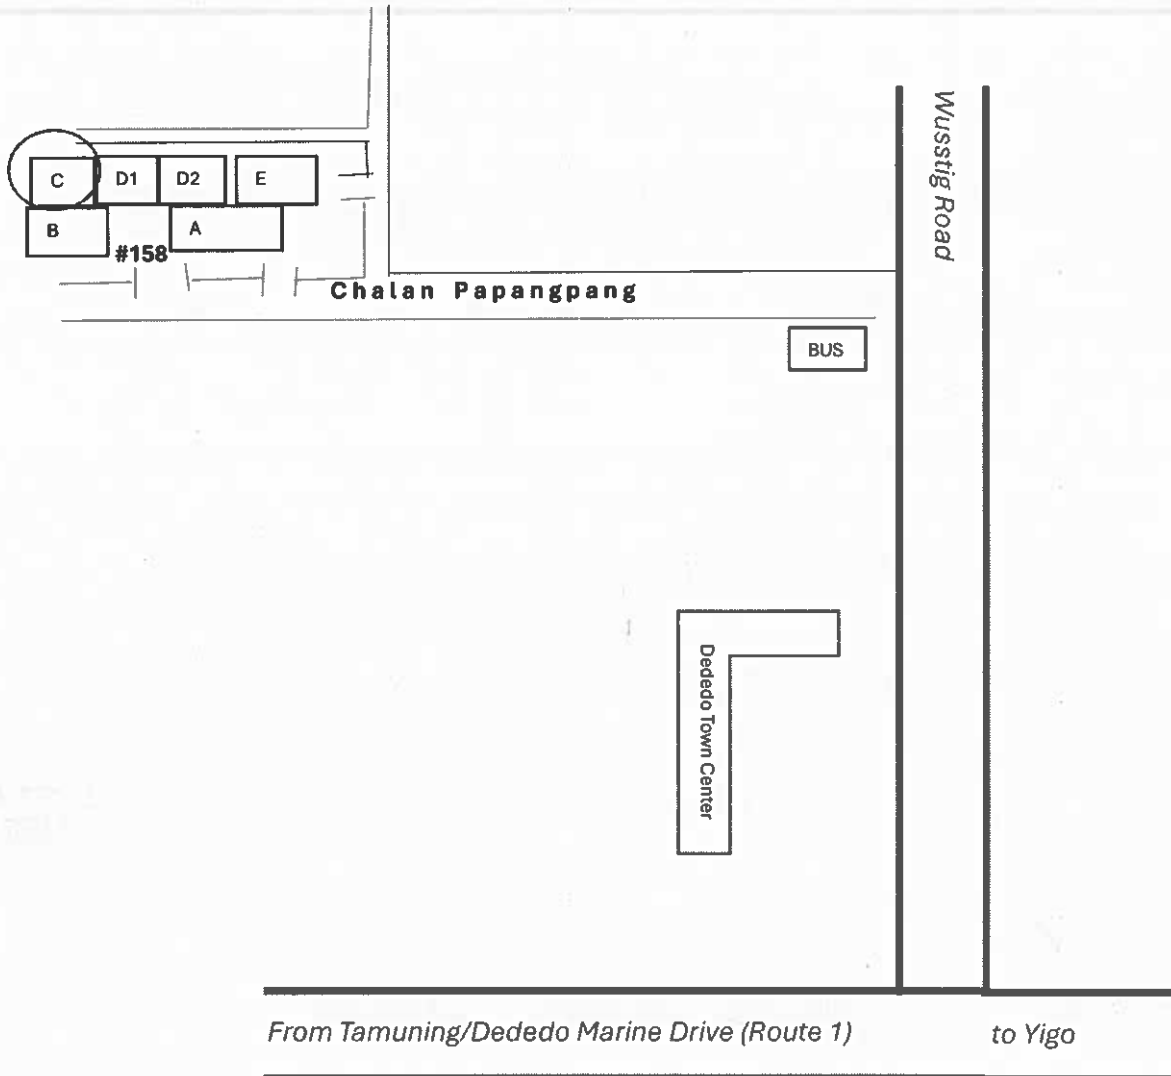 Wusstig Road
C
D1
D2
E
B
A
#158
Chalan Papangpang
BUS
Dededo Town Center
From Tamuning/Dededo Marine Drive (Route 1)
to Yigo